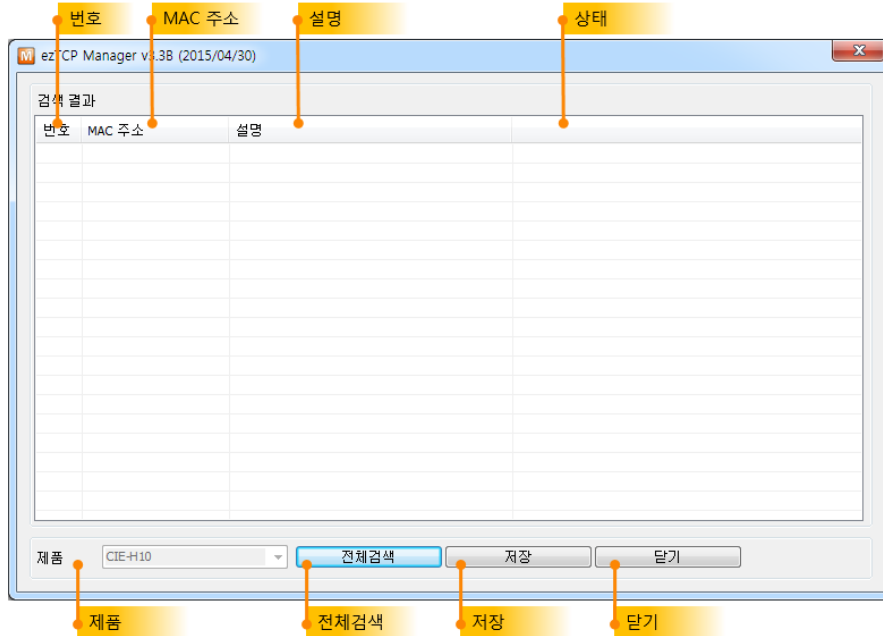 번호 MAC 주소 설명 상태
ezTCP Manager v3.3B (2015/04/30)
검색 결과
번호 MAC 주소 설명
제품 CIE-H10 전체검색 저장 닫기
제품 전체검색 저장 닫기